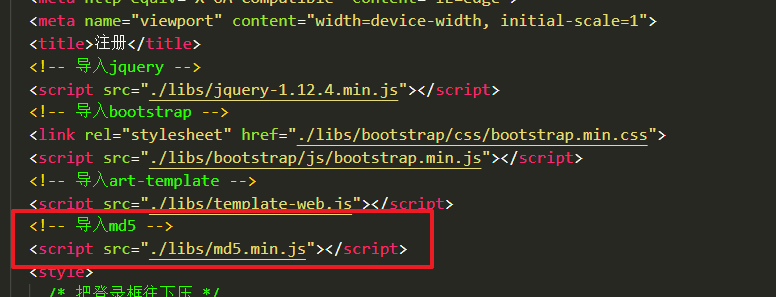 <meta name="viewport" content="width=device-width, initial-scale=1">
<title>注册</title>
<!-- 导入jquery -->
<script src="./libs/jquery-1.12.4.min.js"></script>
<!-- 导入bootstrap -->
<link rel="stylesheet" href="./libs/bootstrap/css/bootstrap.min.css">
<script src="./libs/bootstrap/js/bootstrap.min.js"></script>
<!-- 导入art-template -->
<script src="./libs/template-web.js"></script>
<!-- 导入md5 -->
<script src="./libs/md5.min.js"></script>
<style>
/* 把登录框往下压 */